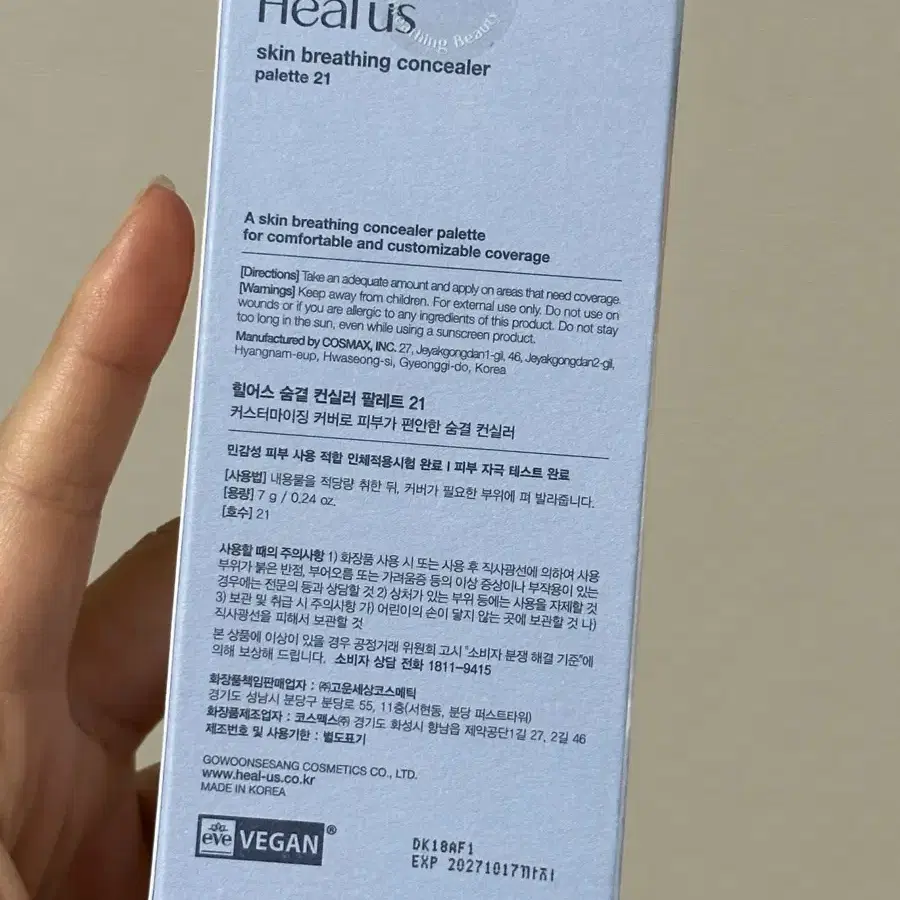 Heal us
thing Beauty
skin breathing concealer
palette 21
A skin breathing concealer palette
for comfortable and customizable coverage
[Directions] Take an adequate amount and apply on areas that need coverage.
[Warnings] Keep away from children. For external use only. Do not use on
wounds or if you are allergic to any ingredients of this product. Do not stay
too long in the sun, even while using a sunscreen product.
Manufactured by COSMAX, INC. 27, Jeyakgongdan1-gil, 46, Jeyakgongdan2-gil,
Hyangnam-eup, Hwaseong-si, Gyeonggi-do, Korea
힐어스 숨결 컨실러 팔레트 21
커스터마이징 커버로 피부가 편안한 숨결 컨실러
민감성 피부 사용 적합 인체적용시험 완료 I 피부 자극 테스트 완료
[사용법] 내용물을 적당량 취한 뒤, 커버가 필요한 부위에 펴 발라줍니다.
[용량] 7 g / 0.24 oz.
[호수] 21
사용할 때의 주의사항 1) 화장품 사용 시 또는 사용 후 직사광선에 의하여 사용
부위가 붉은 반점, 부어오름 또는 가려움증 등의 이상 증상이나 부작용이 있는
경우에는 전문의 등과 상담할 것 2) 상처가 있는 부위 등에는 사용을 자제할 것
3) 보관 및 취급 시 주의사항 가) 어린이의 손이 닿지 않는 곳에 보관할 것 나)
직사광선을 피해서 보관할 것
본 상품에 이상이 있을 경우 공정거래 위원회 고시 "소비자 분쟁 해결 기준"에
의해 보상해 드립니다. 소비자 상담 전화 1811-9415
화장품책임판매업자 : ㈜고운세상코스메틱
경기도 성남시 분당구 분당로 55, 11층(서현동, 분당 퍼스트타워)
화장품제조업자 : 코스맥스㈜ 경기도 화성시 향남읍 제약공단1길 27, 2길 46
제조번호 및 사용기한 : 별도표기
GOWOONSESANG COSMETICS CO., LTD.
www.heal-us.co.kr
MADE IN KOREA
eve VEGAN®
DK18AF1
EXP 20271017까지